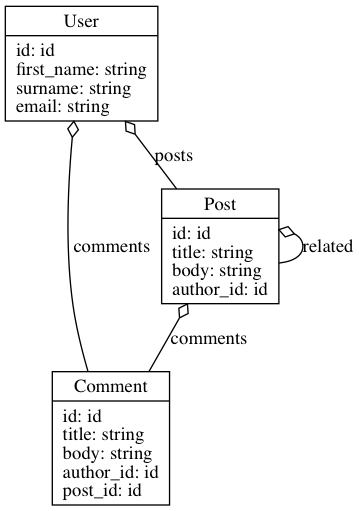 User
id: id
first_name: string
surname: string
email: string
posts
Post
id: id
title: string
body: string
author_id: id
related
comments
comments
Comment
id: id
title: string
body: string
author_id: id
post_id: id